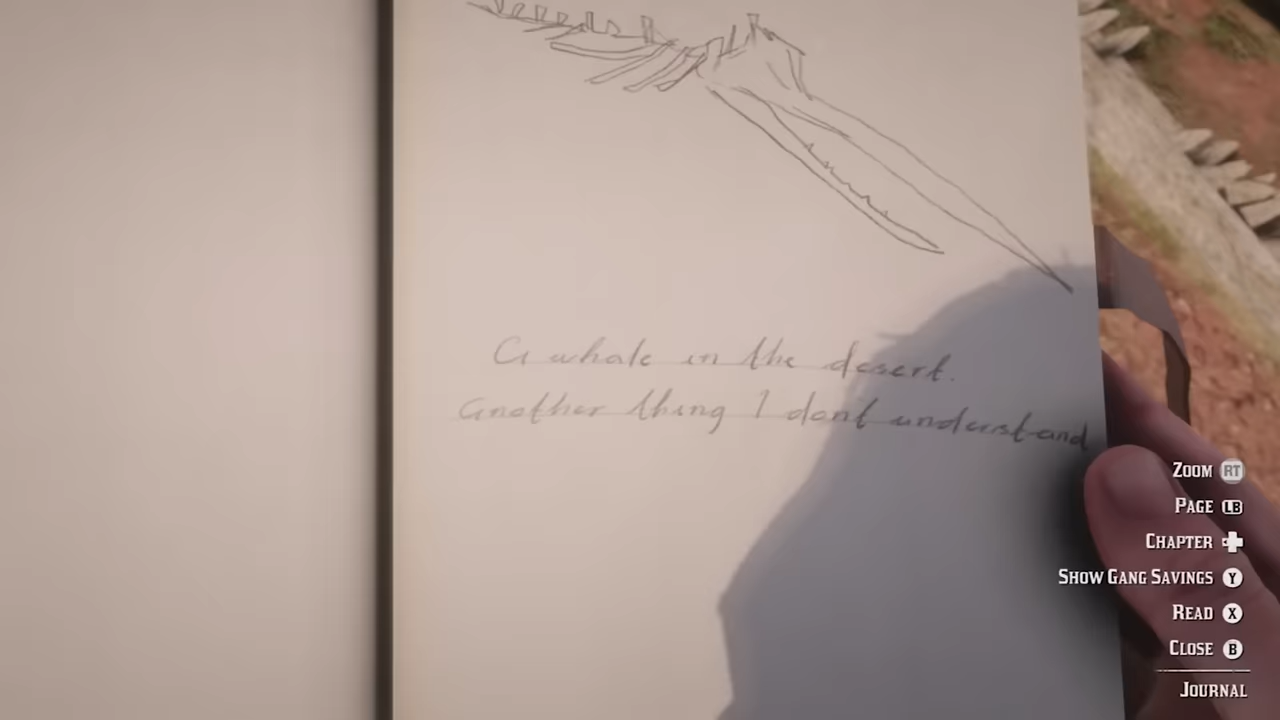 A whale in the desert.
Another thing I dont understand
ZOOM RT
PAGE LB
CHAPTER
SHOW GANG SAVINGS Y
READ X
CLOSE B
JOURNAL